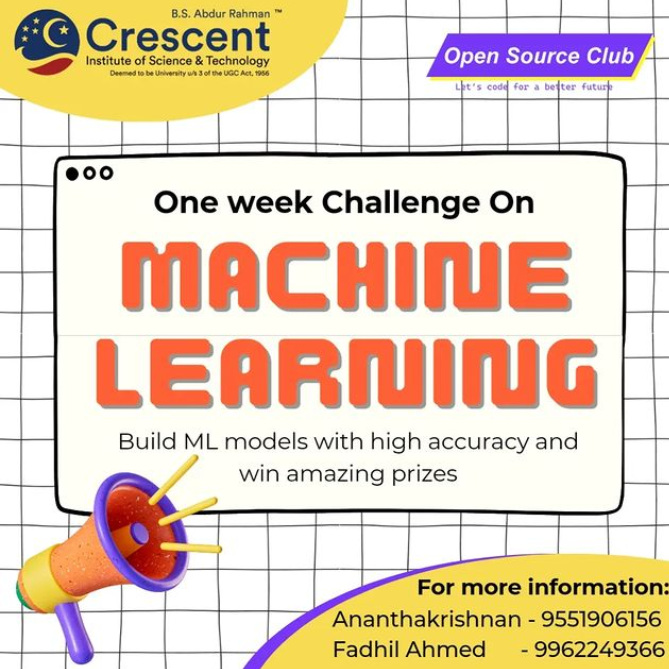 B.S. Abdur Rahman ™
Crescent
Institute of Science & Technology
Deemed to be University u/s 3 of the UGC Act, 1956
Open Source Club
Let's code for a better future
One week Challenge On
MACHINE
LEARNING
Build ML models with high accuracy and
win amazing prizes
For more information:
Ananthakrishnan - 9551906156
Fadhil Ahmed - 9962249366